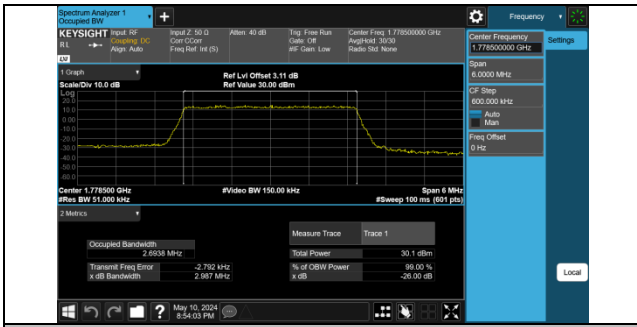 Spectrum Analyzer 1
Occupied BW
Frequency
KEYSIGHT Input: RF Input Z: 50 Ω Atten: 40 dB Trig: Free Run Center Freq: 1.778500000 GHz
RL Coupling: DC Corr CCorr Gate: Off Avg|Hold: 30/30
Align: Auto Freq Ref: Int (S) #IF Gain: Low Radio Std: None
LXI
Center Frequency
1.778500000 GHz
Settings
Span
6.0000 MHz
CF Step
600.000 kHz
Auto
Man
Freq Offset
0 Hz
1 Graph
Ref Lvl Offset 3.11 dB
Scale/Div 10.0 dB Ref Value 30.00 dBm
Log
20.0
10.0
0.00
-10.0
-20.0
-30.0
-40.0
-50.0
-60.0
Center 1.778500 GHz #Video BW 150.00 kHz Span 6 MHz
#Res BW 51.000 kHz #Sweep 100 ms (601 pts)
2 Metrics
Measure Trace Trace 1
Occupied Bandwidth
2.6938 MHz Total Power 30.1 dBm
Transmit Freq Error -2.792 kHz % of OBW Power 99.00 %
x dB Bandwidth 2.987 MHz x dB -26.00 dB
Local
May 10, 2024
8:54:03 PM